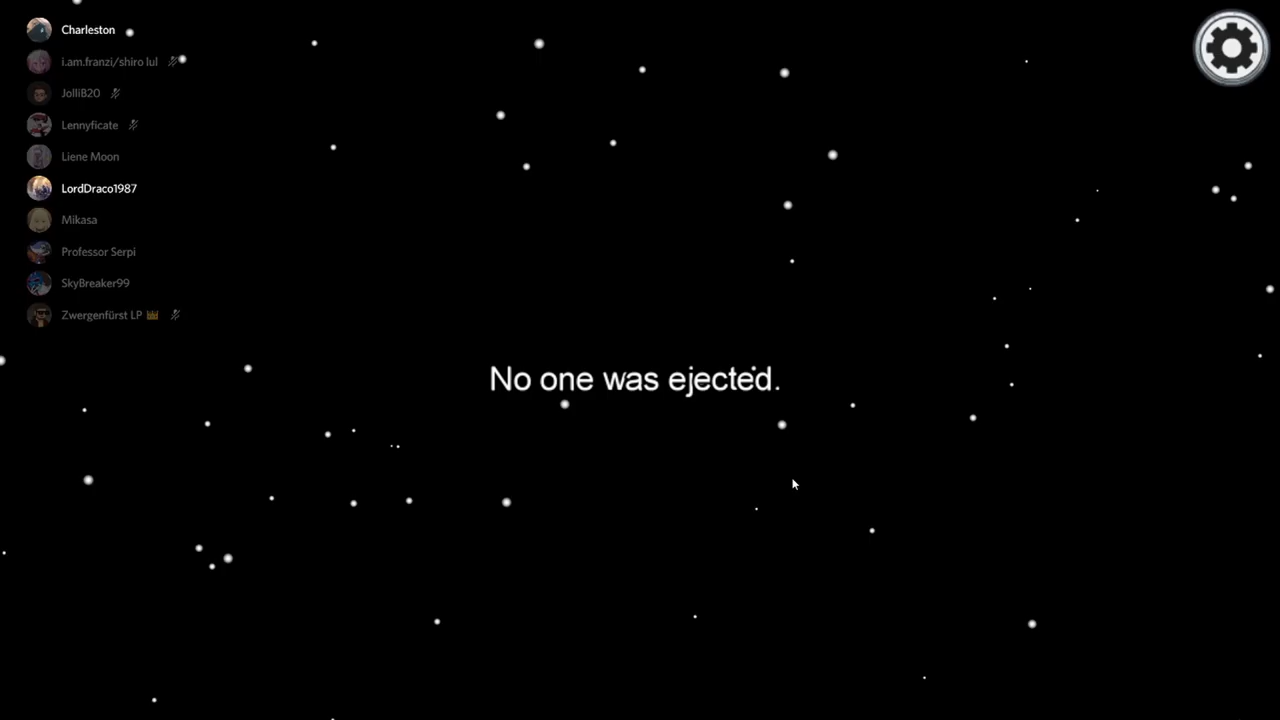 Charleston
i.am.franzi/shiro lul
JolliB20
Lennyficate
Liene Moon
LordDraco1987
Mikasa
Professor Serpi
SkyBreaker99
Zwergenfürst LP
No one was ejected.